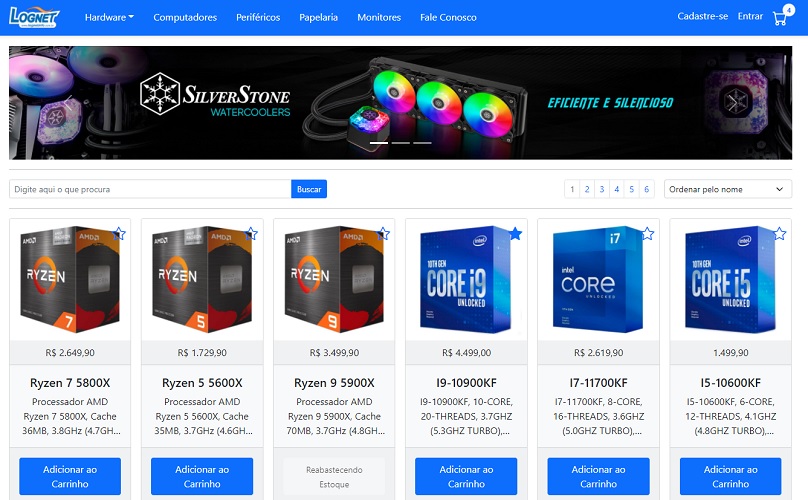 LOGNET
Hardware
Computadores
Periféricos
Papelaria
Monitores
Fale Conosco
Cadastre-se
Entrar
4
SILVERSTONE
WATERCOOLERS
EFICIENTE E SILENCIOSO
Digite aqui o que procura
Buscar
1 2 3 4 5 6
Ordenar pelo nome
AMD
RYZEN
7
AMD
RYZEN
5
AMD
RYZEN
9
intel
10TH GEN
CORE i9
UNLOCKED
i7
intel
CORE
UNLOCKED
intel
10TH GEN
CORE i5
UNLOCKED
R$ 2.649,90
R$ 1.729,90
R$ 3.499,90
R$ 4.499,00
R$ 2.619,90
1.499,90
Ryzen 7 5800X
Processador AMD
Ryzen 7 5800X, Cache
36MB, 3.8GHz (4.7GH...
Adicionar ao
Carrinho
Ryzen 5 5600X
Processador AMD
Ryzen 5 5600X, Cache
35MB, 3.7GHz (4.6GH...
Adicionar ao
Carrinho
Ryzen 9 5900X
Processador AMD
Ryzen 9 5900X, Cache
70MB, 3.7GHz (4.8GH...
Reabastecendo
Estoque
I9-10900KF
I9-10900KF, 10-CORE,
20-THREADS, 3.7GHZ
(5.3GHZ TURBO),...
Adicionar ao
Carrinho
I7-11700KF
I7-11700KF, 8-CORE,
16-THREADS, 3.6GHZ
(5.0GHZ TURBO),...
Adicionar ao
Carrinho
I5-10600KF
I5-10600KF, 6-CORE,
12-THREADS, 4.1GHZ
(4.8GHZ TURBO),...
Adicionar ao
Carrinho